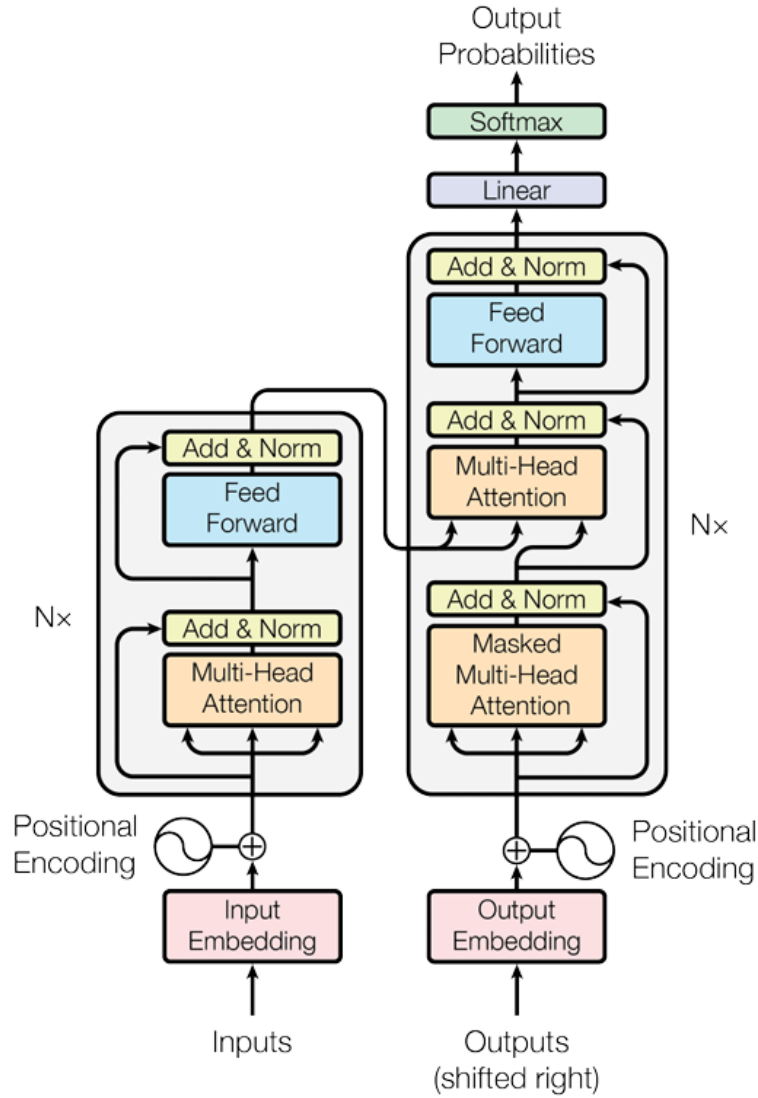 Output
Probabilities
Softmax
Linear
Add & Norm
Feed
Forward
Add & Norm
Multi-Head
Attention
Add & Norm
Masked
Multi-Head
Attention
Nx
Add & Norm
Feed
Forward
Add & Norm
Multi-Head
Attention
N×
Positional
Encoding
Positional
Encoding
Input
Embedding
Output
Embedding
Inputs
Outputs
(shifted right)